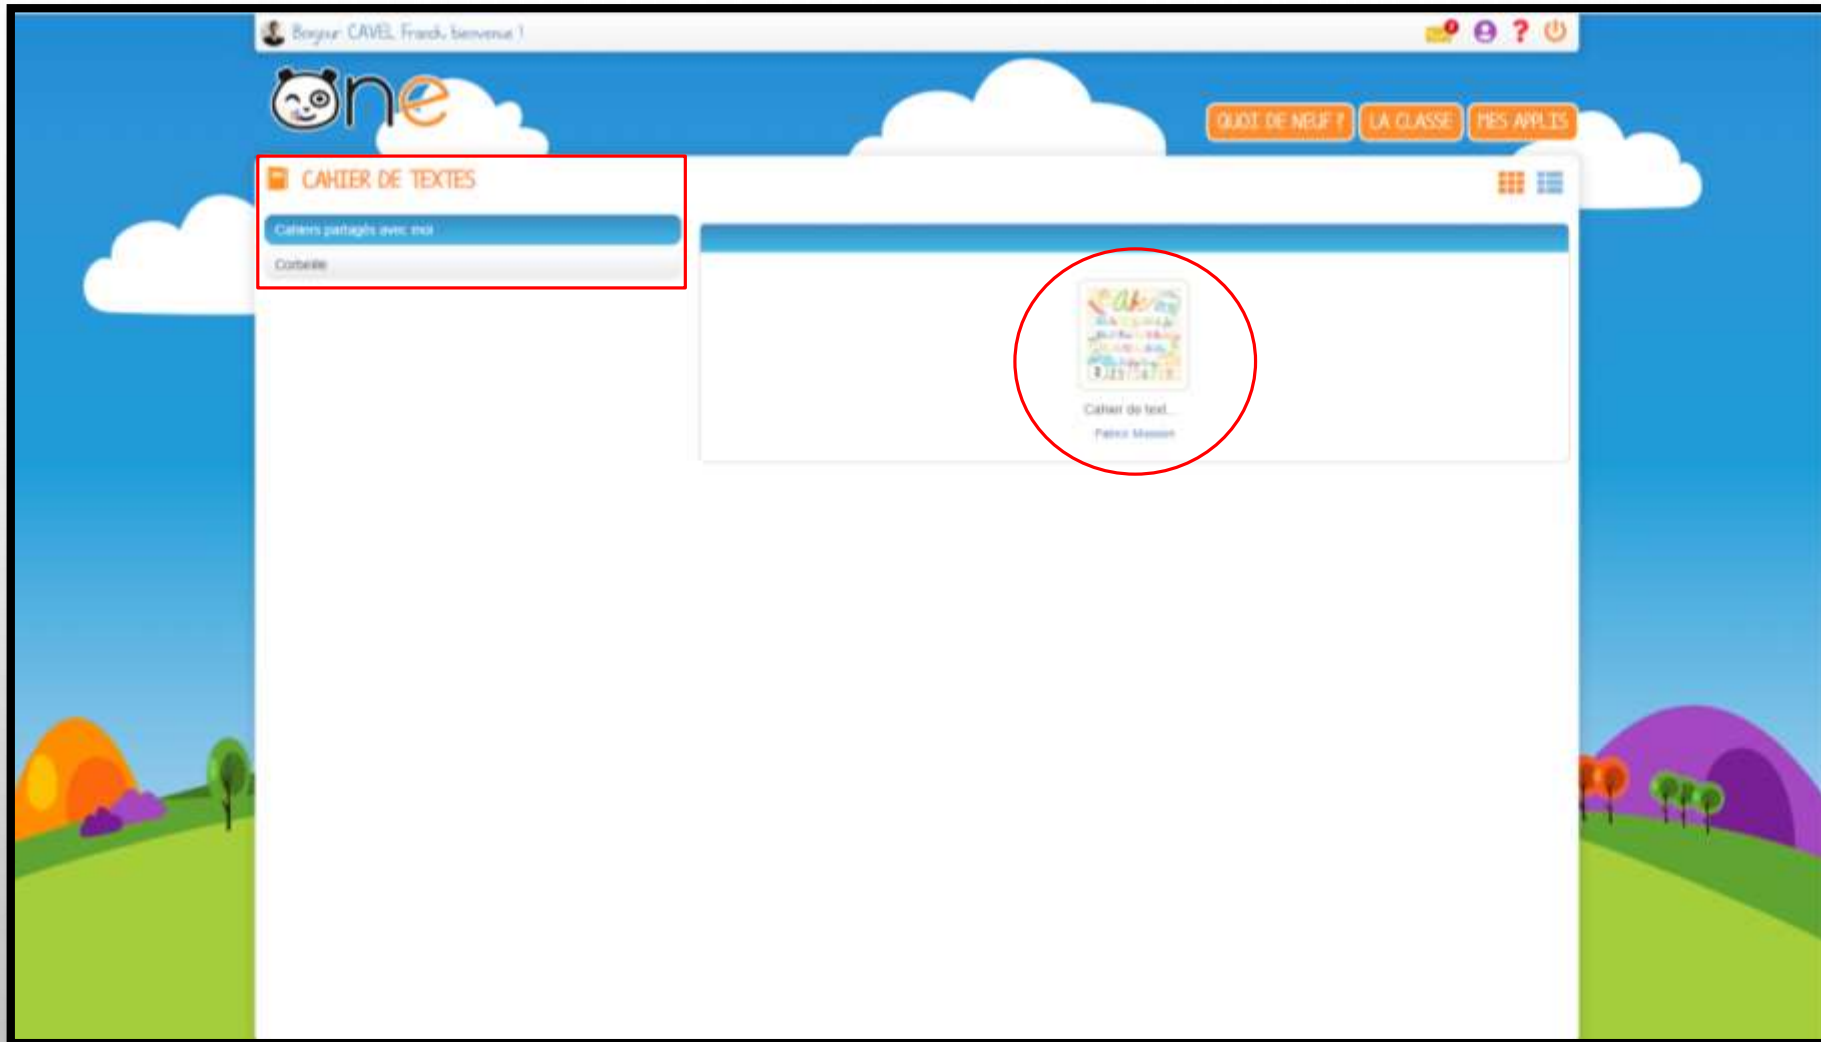 Bonjour CAVEL Franck, bienvenue !
one
QUOI DE NEUF ?
LA CLASSE
MES APPLIS
CAHIER DE TEXTES
Cahiers partagés avec moi
Corbeille
Cahier de text...